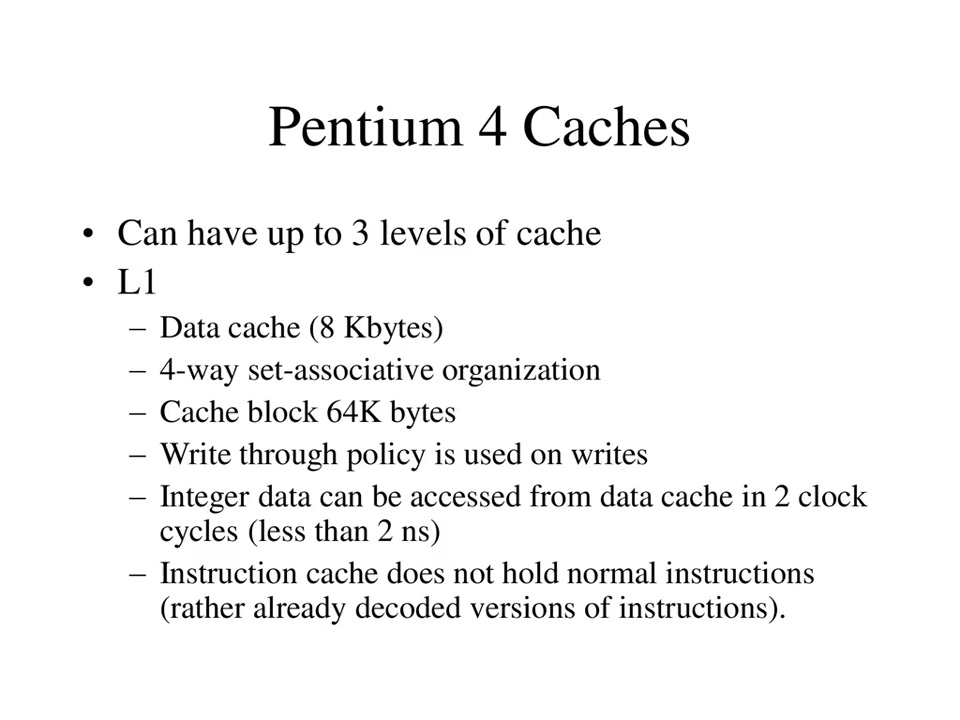 Pentium 4 Caches
• Can have up to 3 levels of cache
• L1
– Data cache (8 Kbytes)
– 4-way set-associative organization
– Cache block 64K bytes
– Write through policy is used on writes
– Integer data can be accessed from data cache in 2 clock
cycles (less than 2 ns)
– Instruction cache does not hold normal instructions
(rather already decoded versions of instructions).